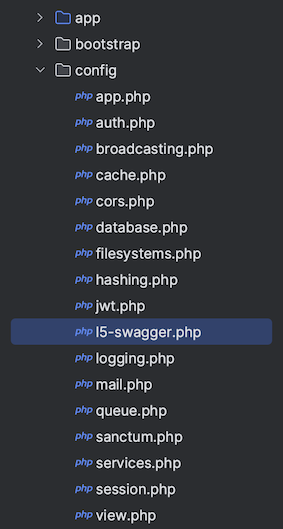 app
bootstrap
config
php app.php
php auth.php
php broadcasting.php
php cache.php
php cors.php
php database.php
php filesystems.php
php hashing.php
php jwt.php
php l5-swagger.php
php logging.php
php mail.php
php queue.php
php sanctum.php
php services.php
php session.php
php view.php